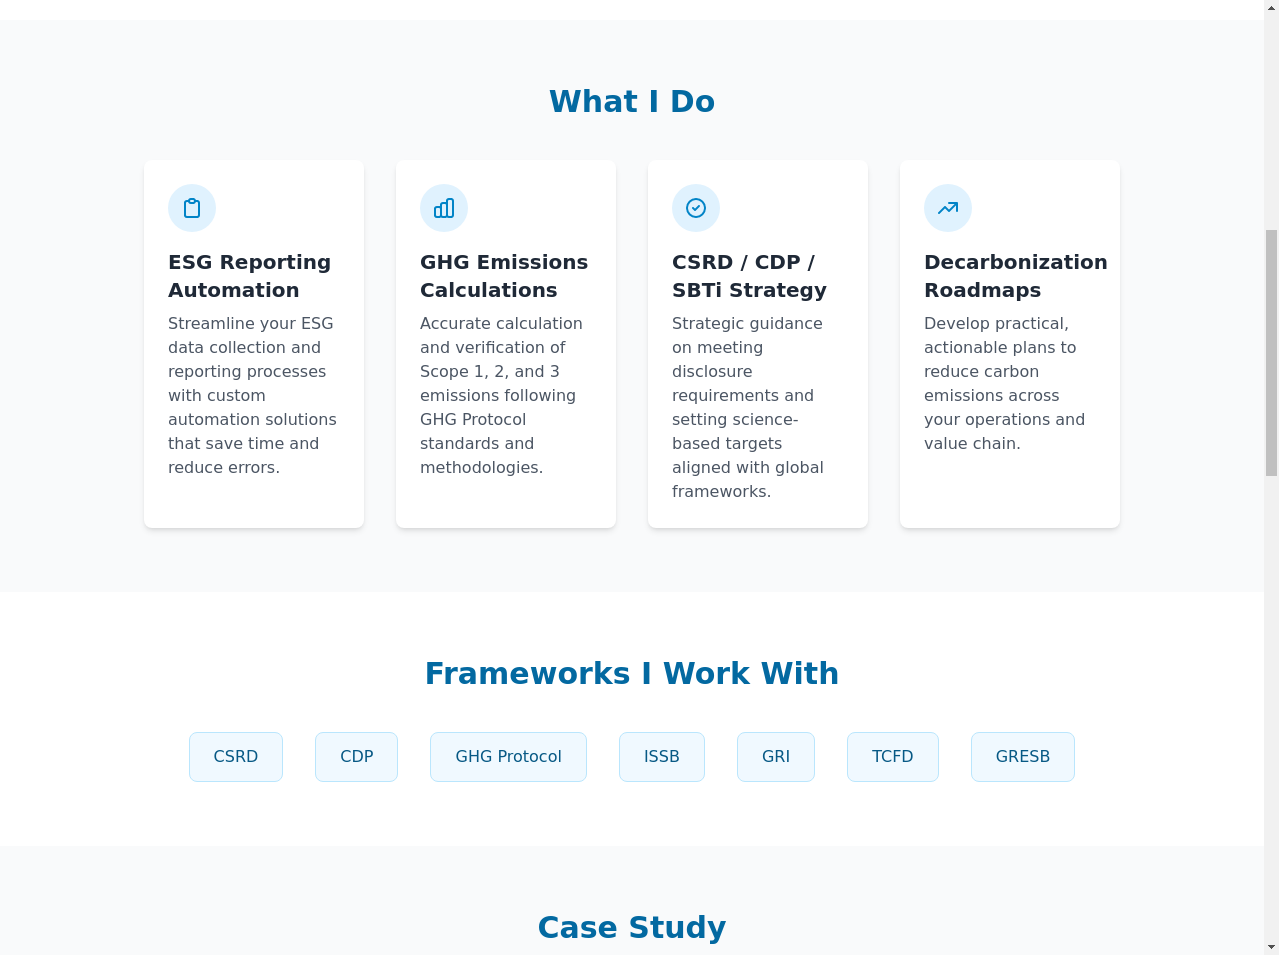 What I Do
ESG Reporting
Automation
Streamline your ESG
data collection and
reporting processes
with custom
automation solutions
that save time and
reduce errors.
GHG Emissions
Calculations
Accurate calculation
and verification of
Scope 1, 2, and 3
emissions following
GHG Protocol
standards and
methodologies.
CSRD / CDP /
SBTi Strategy
Strategic guidance
on meeting
disclosure
requirements and
setting science-
based targets
aligned with global
frameworks.
Decarbonization
Roadmaps
Develop practical,
actionable plans to
reduce carbon
emissions across
your operations and
value chain.
Frameworks I Work With
CSRD
CDP
GHG Protocol
ISSB
GRI
TCFD
GRESB
Case Study